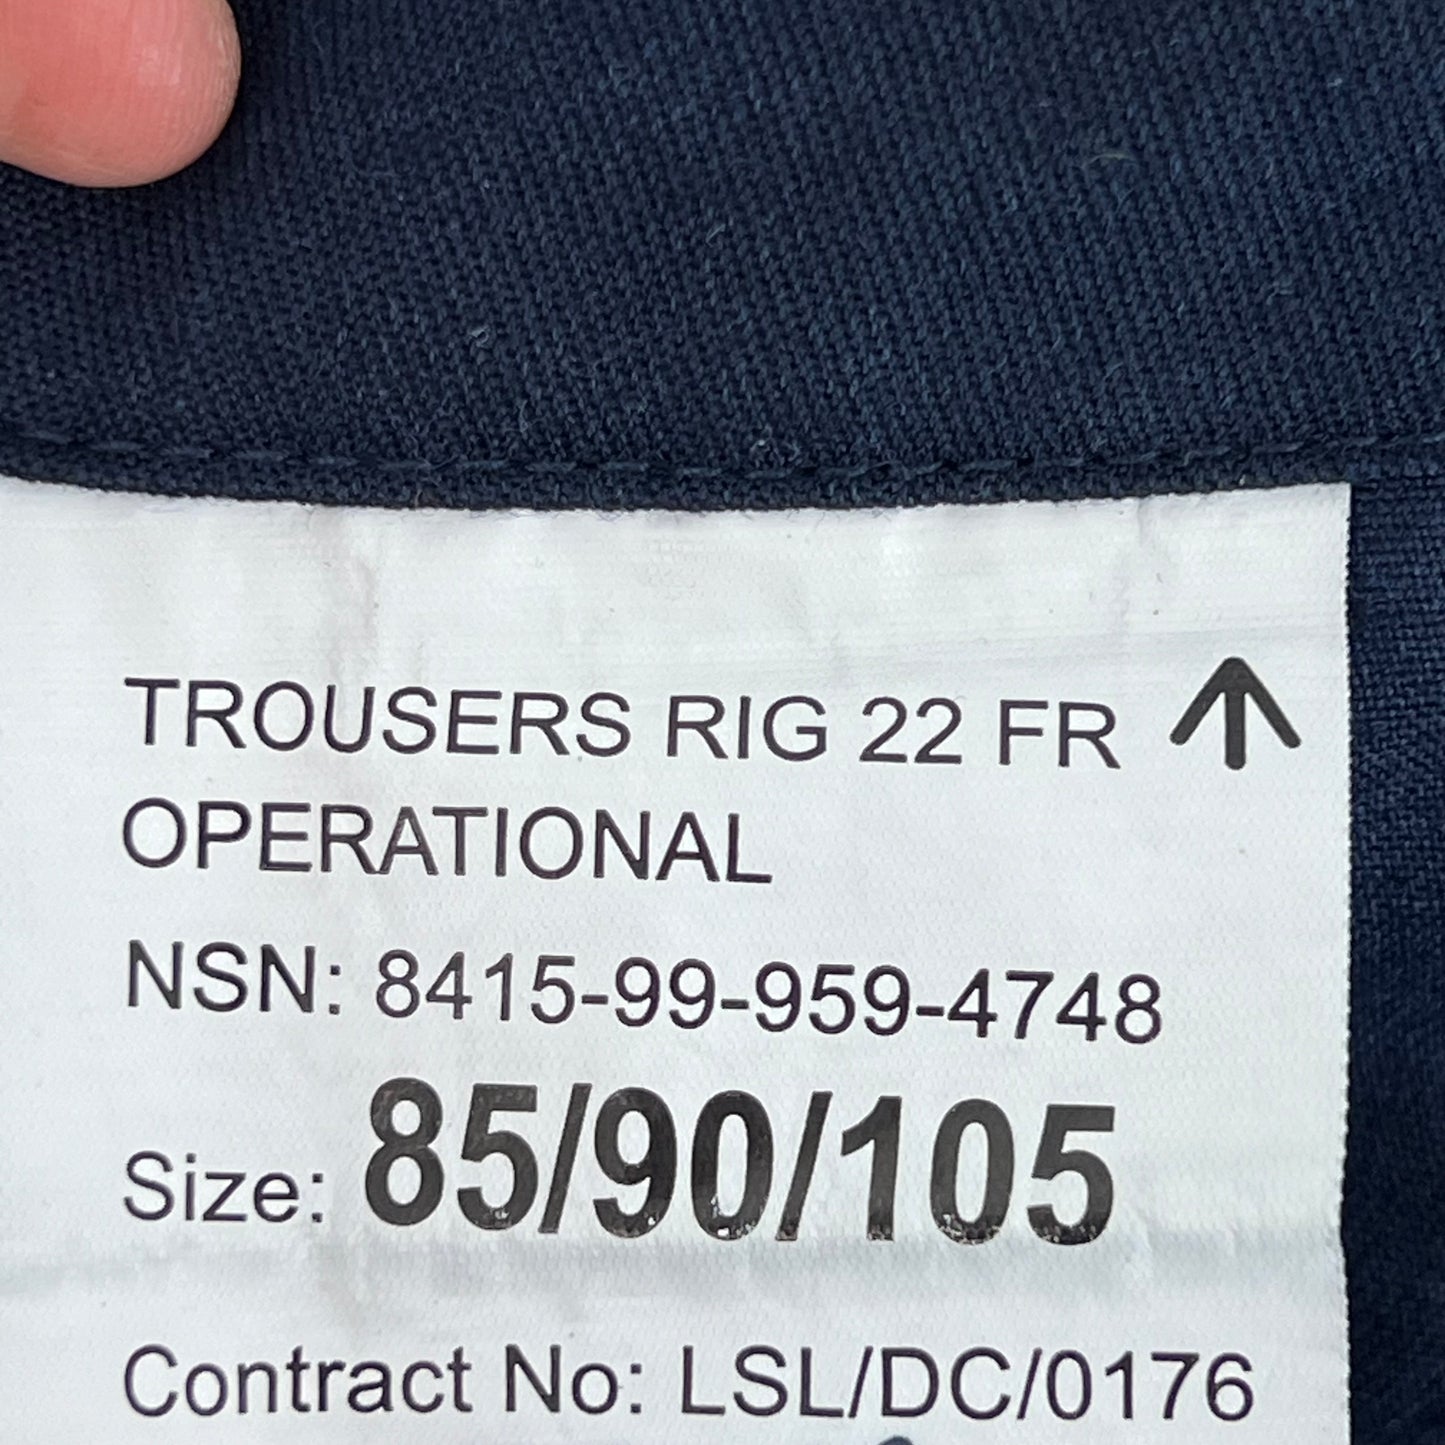 TROUSERS RIG 22 FR
OPERATIONAL
NSN: 8415-99-959-4748
Size: 85/90/105
Contract No: LSL/DC/0176